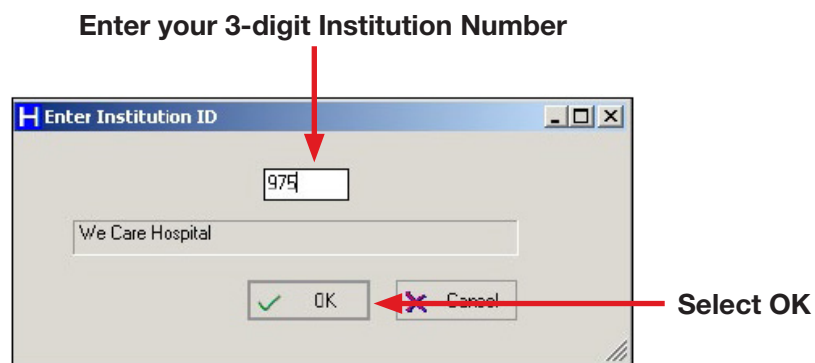 Enter your 3-digit Institution Number
H Enter Institution ID
975
We Care Hospital
OK
Cancel
Select OK